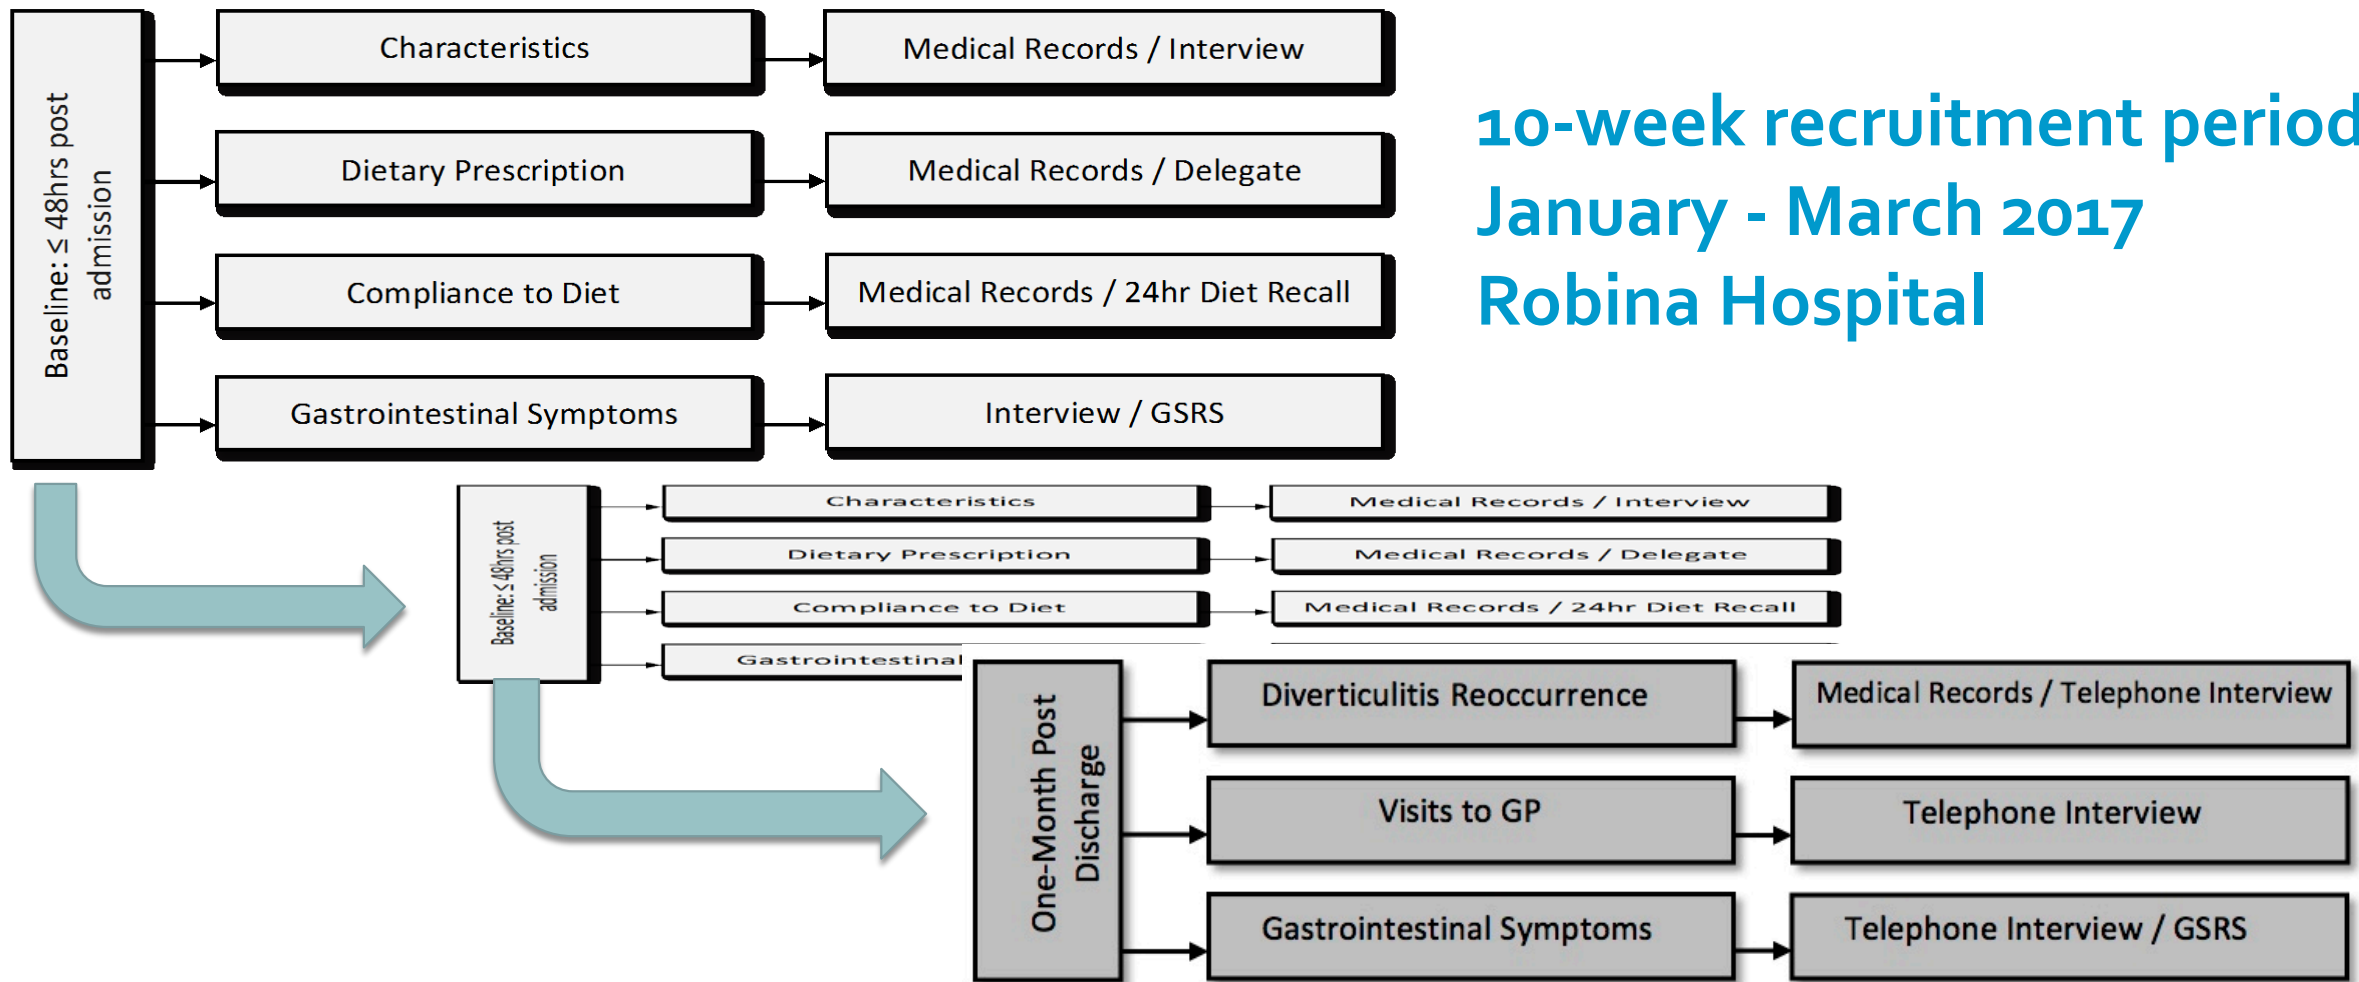 Baseline: ≤ 48hrs post
admission
Characteristics
Medical Records / Interview
Dietary Prescription
Medical Records / Delegate
Compliance to Diet
Medical Records / 24hr Diet Recall
Gastrointestinal Symptoms
Interview / GSRS
10-week recruitment period
January - March 2017
Robina Hospital
Baseline: ≤ 48hrs post
admission
Characteristics
Medical Records / Interview
Dietary Prescription
Medical Records / Delegate
Compliance to Diet
Medical Records / 24hr Diet Recall
Gastrointestinal
One-Month Post
Discharge
Diverticulitis Reoccurrence
Medical Records / Telephone Interview
Visits to GP
Telephone Interview
Gastrointestinal Symptoms
Telephone Interview / GSRS